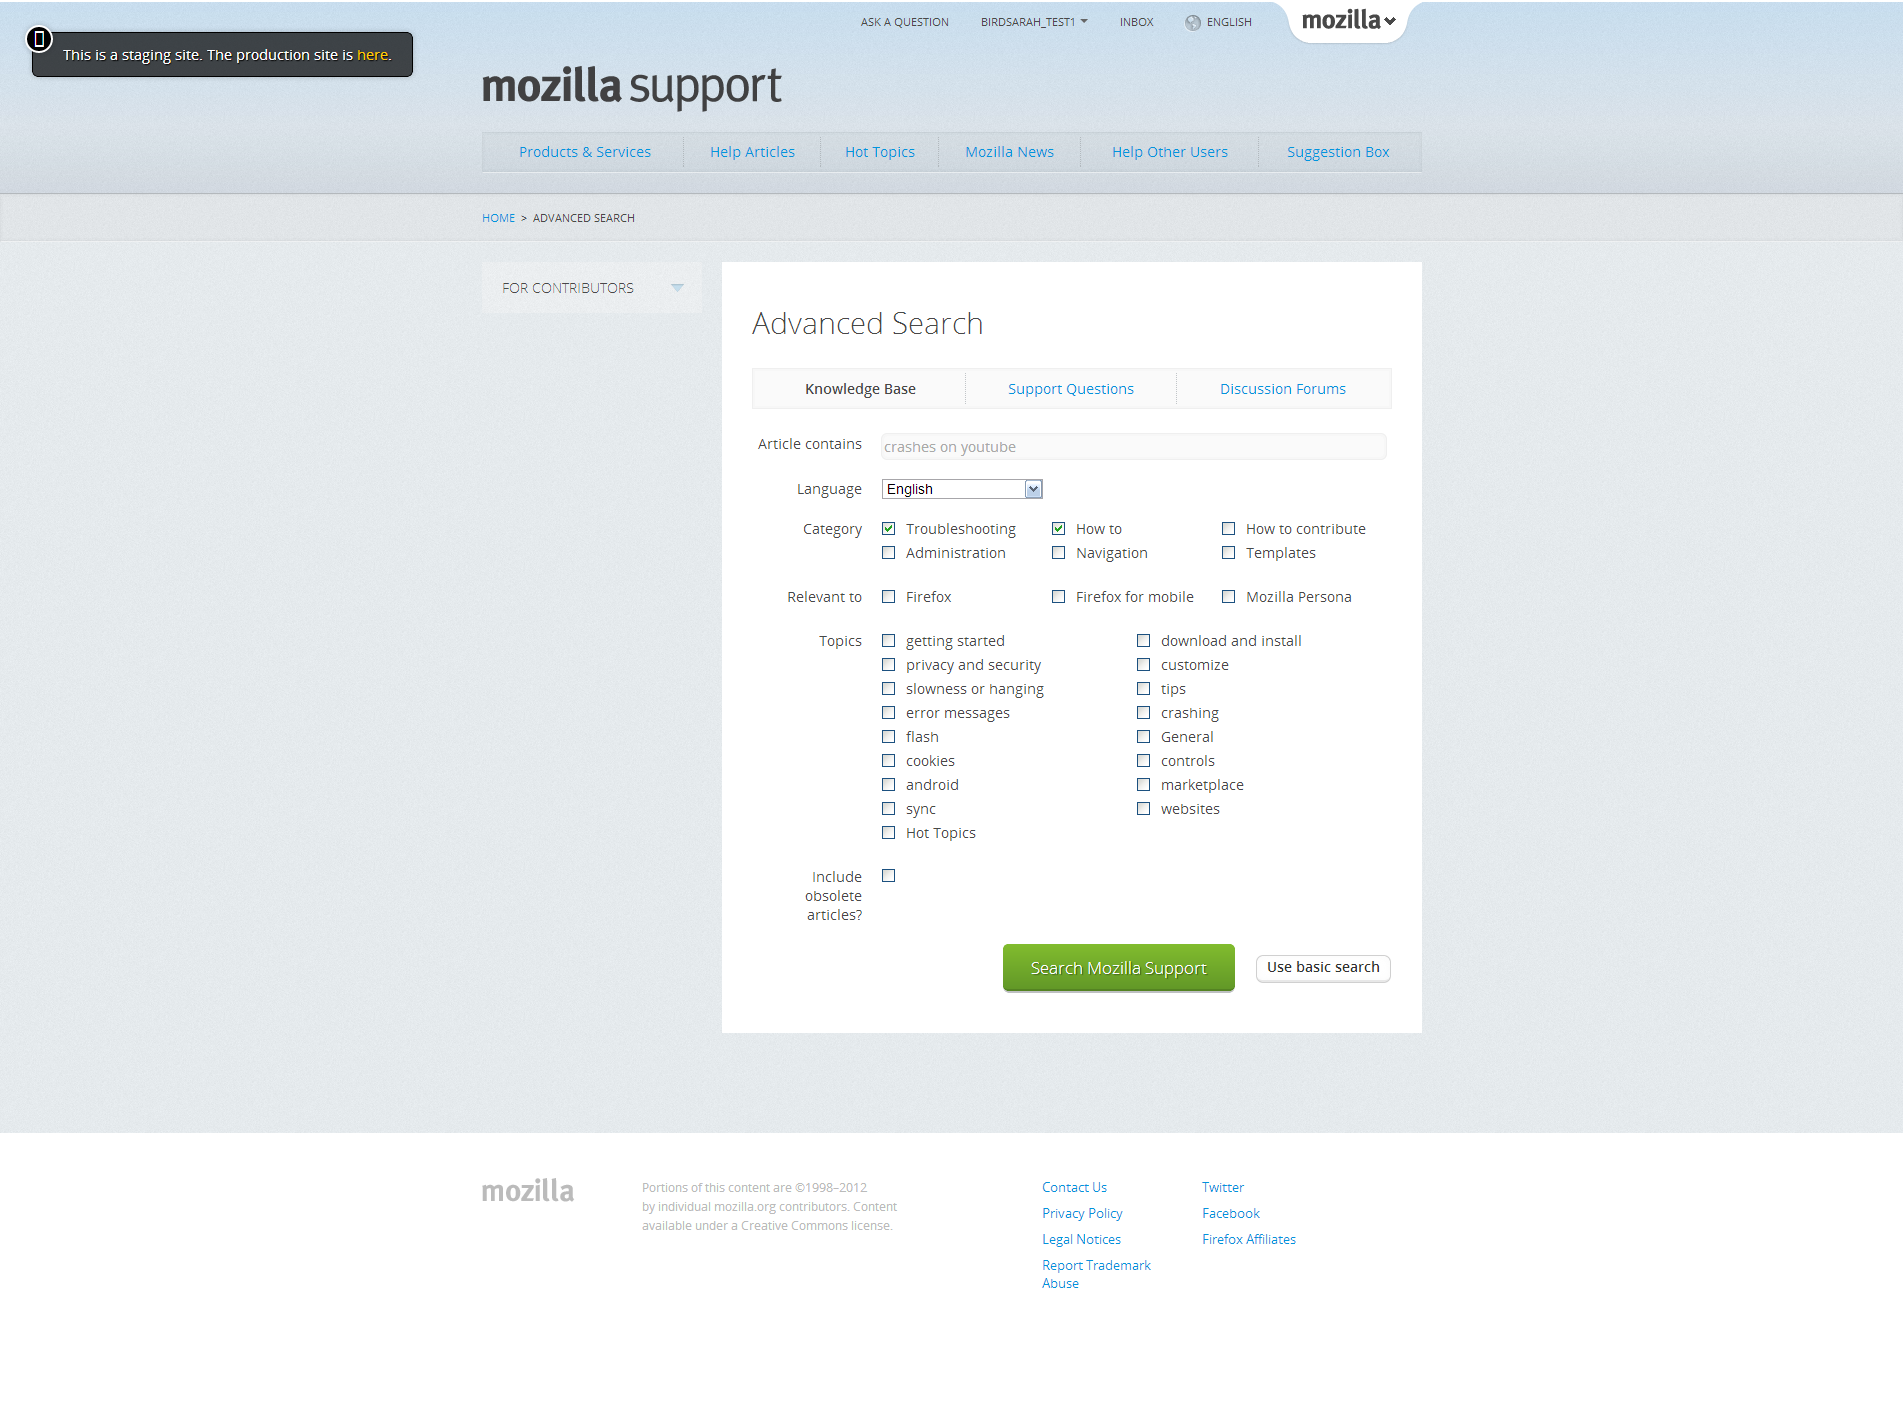 ASK A QUESTION BIRDSARAH_TEST1 INBOX ENGLISH mozilla
This is a staging site. The production site is here.
mozilla support
Products & Services Help Articles Hot Topics Mozilla News Help Other Users Suggestion Box
HOME > ADVANCED SEARCH
FOR CONTRIBUTORS
Advanced Search
Knowledge Base Support Questions Discussion Forums
Article contains crashes on youtube
Language English
Category Troubleshooting How to How to contribute
Administration Navigation Templates
Relevant to Firefox Firefox for mobile Mozilla Persona
Topics getting started download and install
privacy and security customize
slowness or hanging tips
error messages crashing
flash General
cookies controls
android marketplace
sync websites
Hot Topics
Include
obsolete
articles?
Search Mozilla Support Use basic search
mozilla
Portions of this content are ©1998–2012
by individual mozilla.org contributors. Content
available under a Creative Commons license.
Contact Us
Privacy Policy
Legal Notices
Report Trademark
Abuse
Twitter
Facebook
Firefox Affiliates